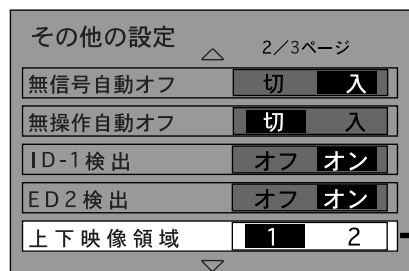 その他の設定
2/3ページ
無信号自動オフ 切 入
無操作自動オフ 切 入
ID-1検出 オフ オン
ED2検出 オフ オン
上下映像領域 1 2